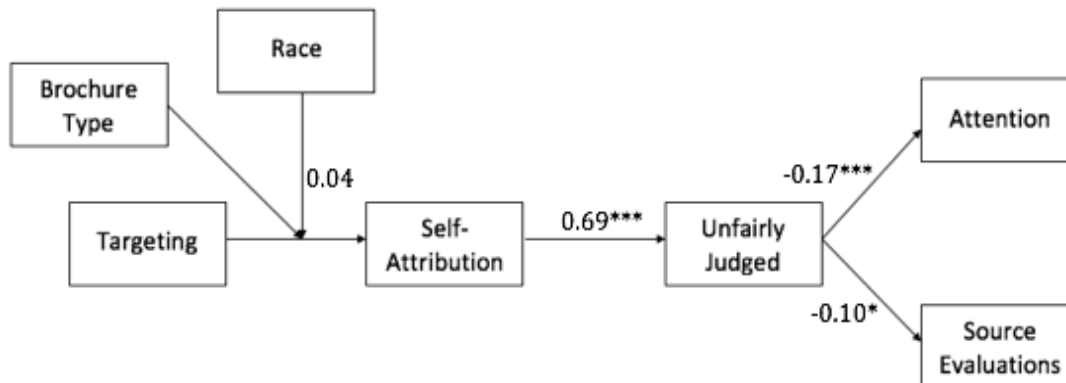 Race
Brochure
Type
Attention
0.04
-0.17***
Targeting
Self-
Attribution
0.69***
Unfairly
Judged
-0.10*
Source
Evaluations